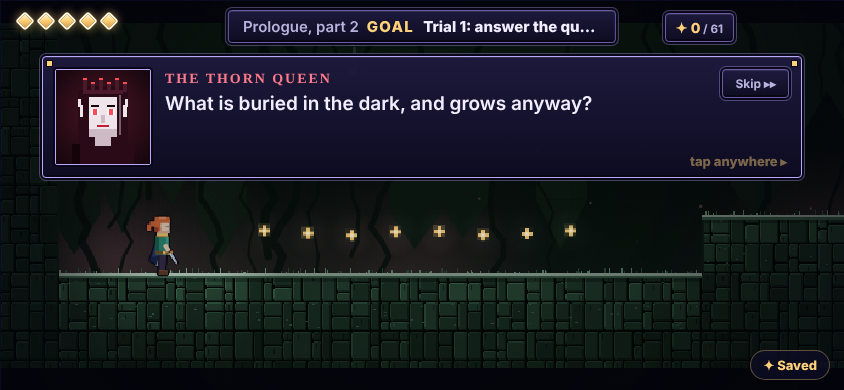 Prologue, part 2 GOAL Trial 1: answer the qu...
✦ 0 / 61
THE THORN QUEEN
Skip ▸▸
What is buried in the dark, and grows anyway?
tap anywhere ▸
✦ Saved